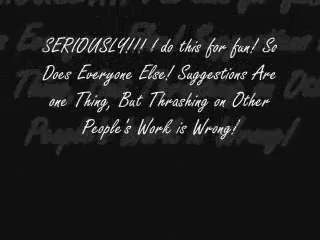 SERIOUSLY!!! I do this for fun! So
Does Everyone Else! Suggestions Are
one Thing, But Thrashing on Other
People's Work is Wrong!